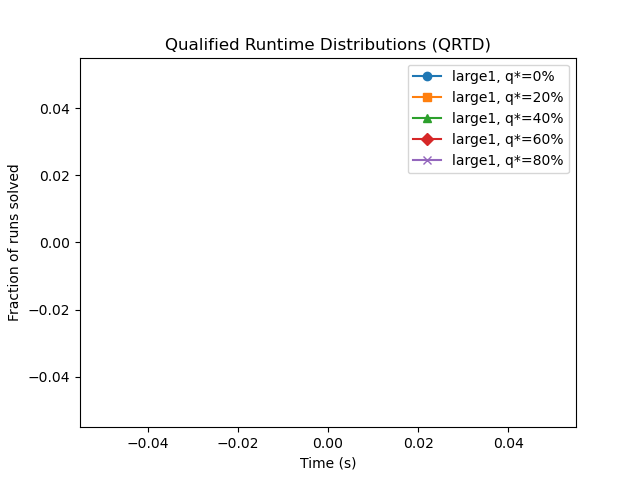 Qualified Runtime Distributions (QRTD)
large1, q*=0%
large1, q*=20%
large1, q*=40%
large1, q*=60%
large1, q*=80%
Fraction of runs solved
0.04
0.02
0.00
−0.02
−0.04
−0.04
−0.02
0.00
0.02
0.04
Time (s)